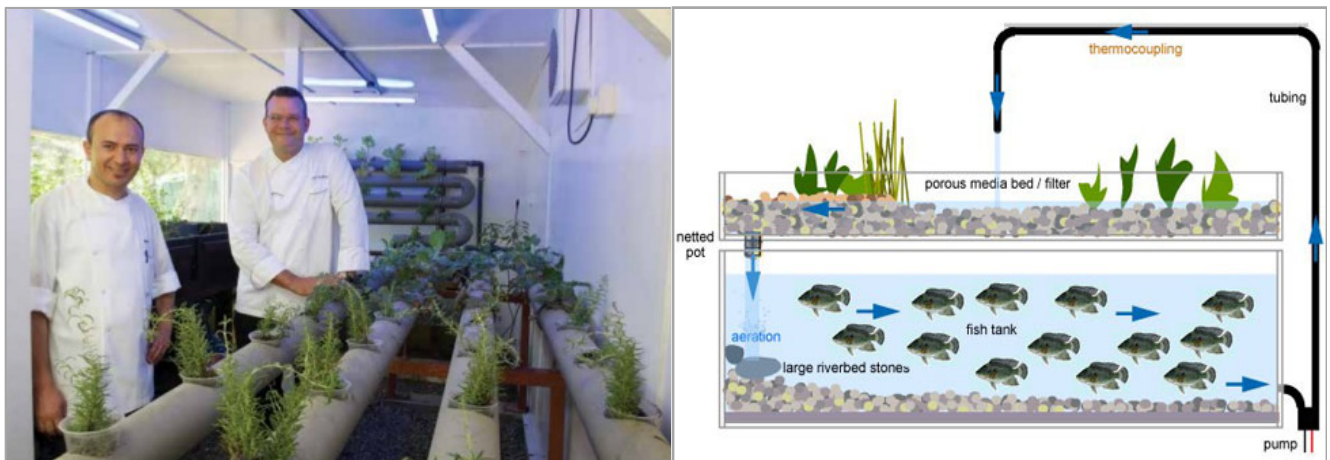 thermocoupling
tubing
porous media bed / filter
netted
pot
aeration
fish tank
large riverbed stones
pump